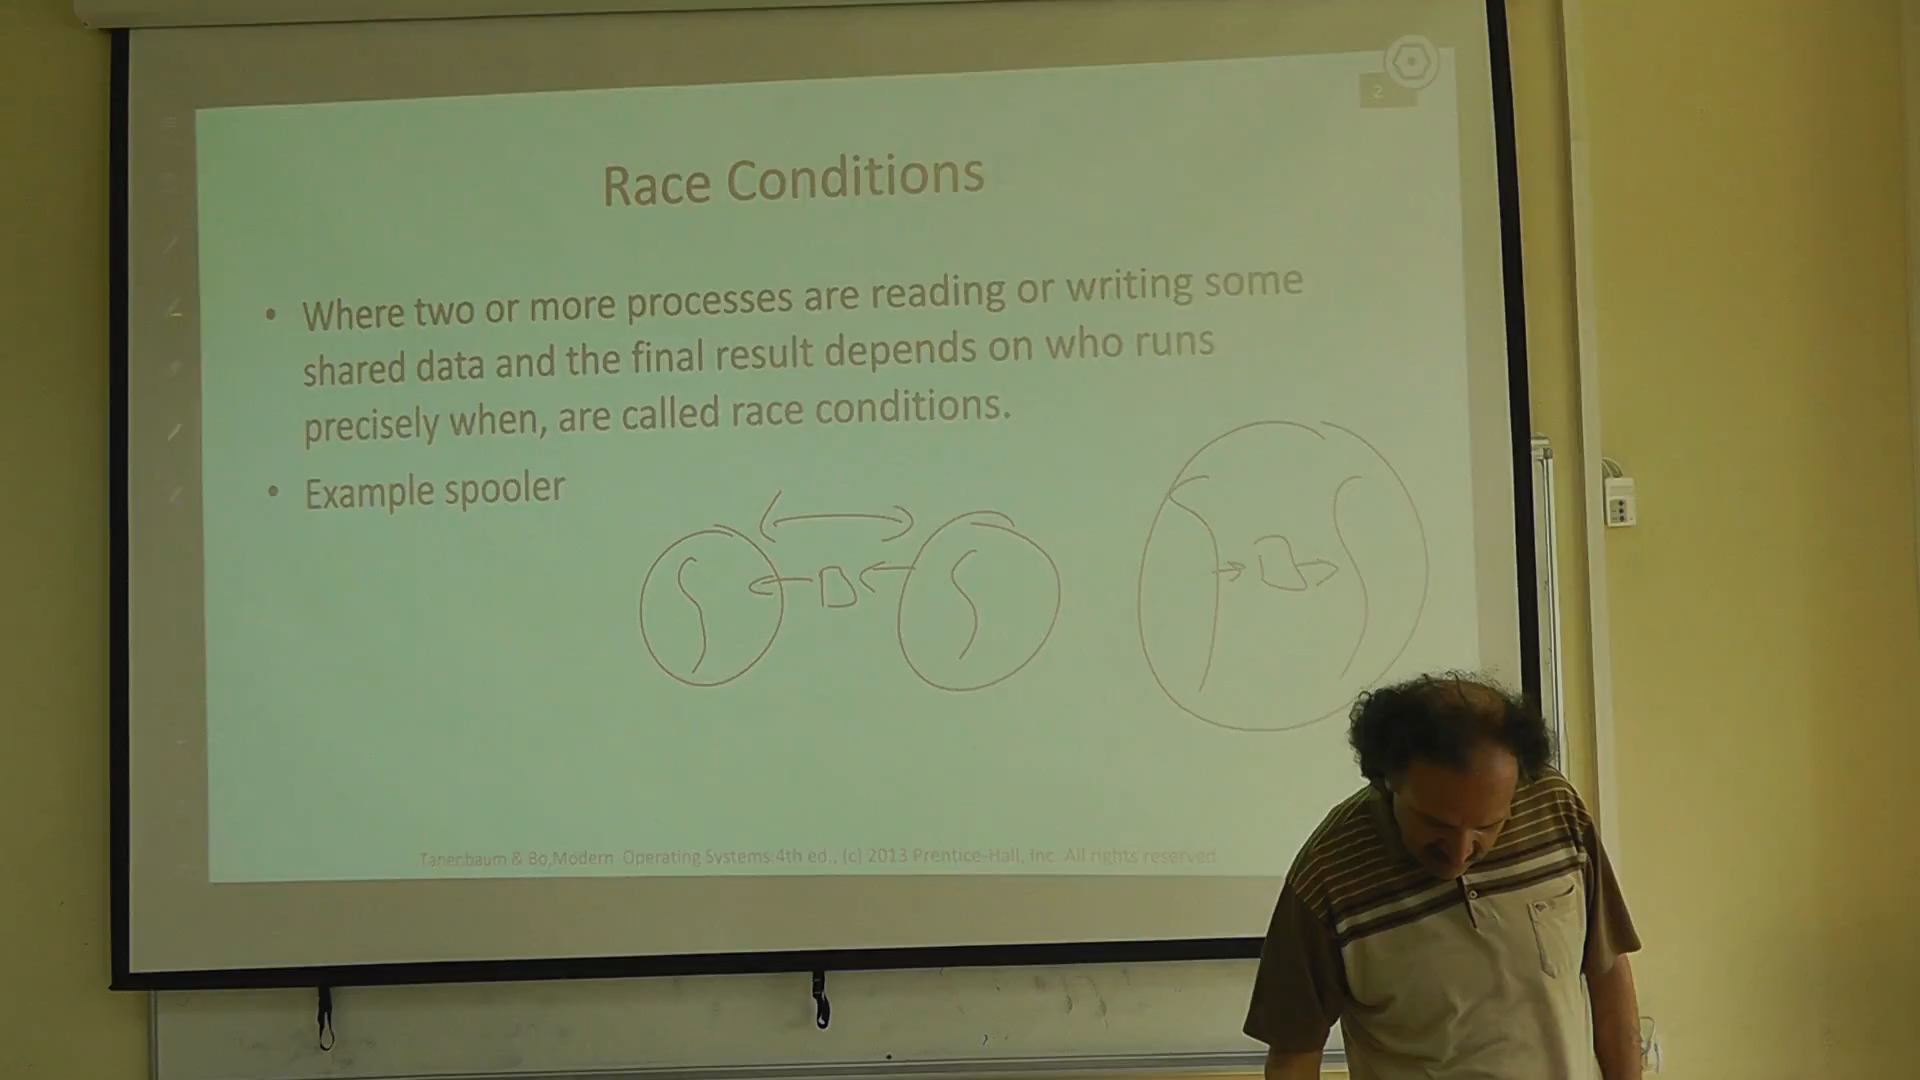 2
Race Conditions
• Where two or more processes are reading or writing some
shared data and the final result depends on who runs
precisely when, are called race conditions.
• Example spooler
Tanenbaum & Bo,Modern Operating Systems:4th ed., (c) 2013 Prentice-Hall, Inc. All rights reserved.